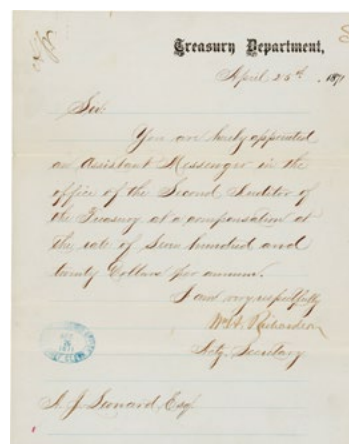 Treasury Department,
April 25th, 1871
Sir:
You are hereby appointed
an Assistant Messenger in the
office of the Second Auditor of
the Treasury at a compensation at
the rate of Seven hundred and
twenty Dollars per annum.
I am very respectfully
Wm A. Richardson
Actg. Secretary
A. J. Leonard, Esq.